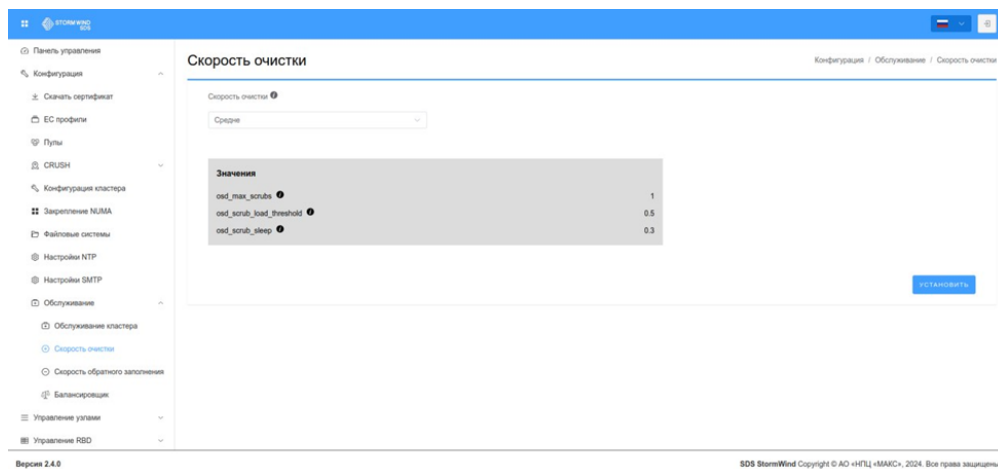 STORMWIND
SDS
Панель управления
Конфигурация
Скачать сертификат
EC профили
Пулы
CRUSH
Конфигурация кластера
Закрепление NUMA
Файловые системы
Настройки NTP
Настройки SMTP
Обслуживание
Обслуживание кластера
Скорость очистки
Скорость обратного заполнения
Балансировщик
Управление узлами
Управление RBD
Скорость очистки
Конфигурация / Обслуживание / Скорость очистки
Скорость очистки
Средне
Значения
osd_max_scrubs 1
osd_scrub_load_threshold 0.5
osd_scrub_sleep 0.3
УСТАНОВИТЬ
Версия 2.4.0
SDS StormWind Copyright © АО «НПЦ «МАКС», 2024. Все права защищены